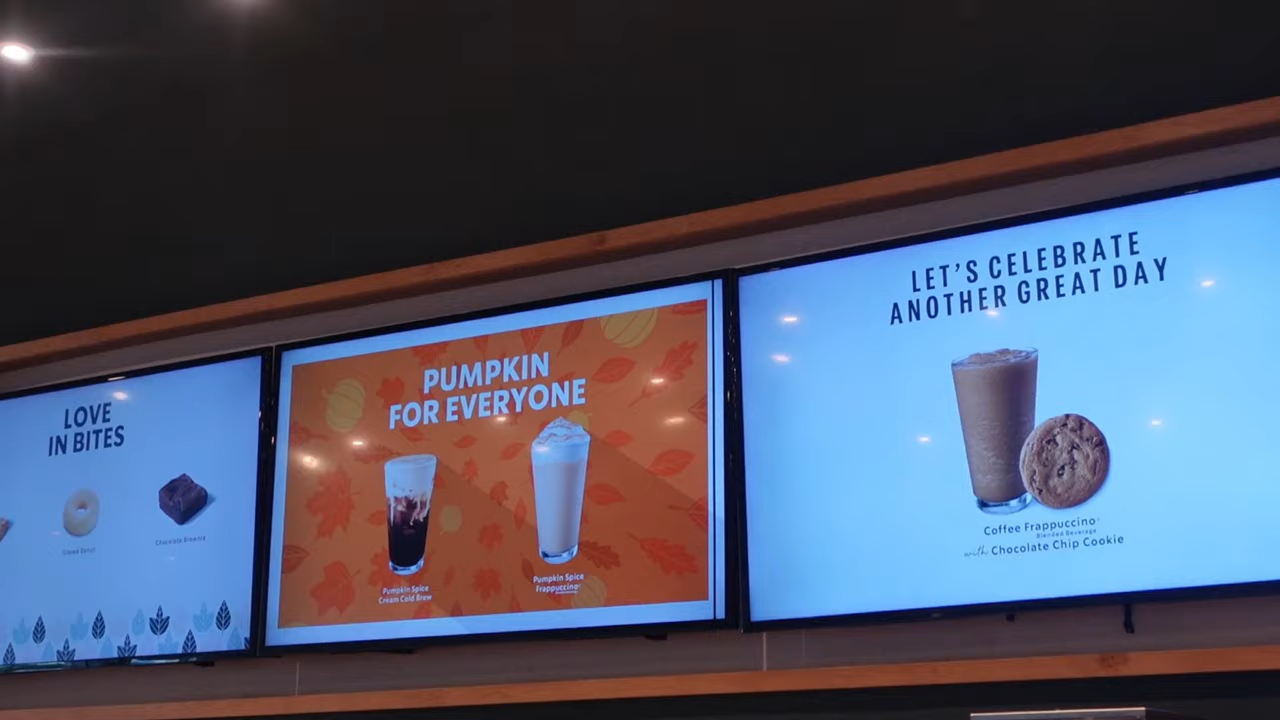 LOVE
IN BITES
Glazed Donut
Chocolate Brownie
PUMPKIN
FOR EVERYONE
Pumpkin Spice
Cream Cold Brew
Pumpkin Spice
Frappuccino®
LET'S CELEBRATE
ANOTHER GREAT DAY
Coffee Frappuccino®
Blended Beverage
with Chocolate Chip Cookie